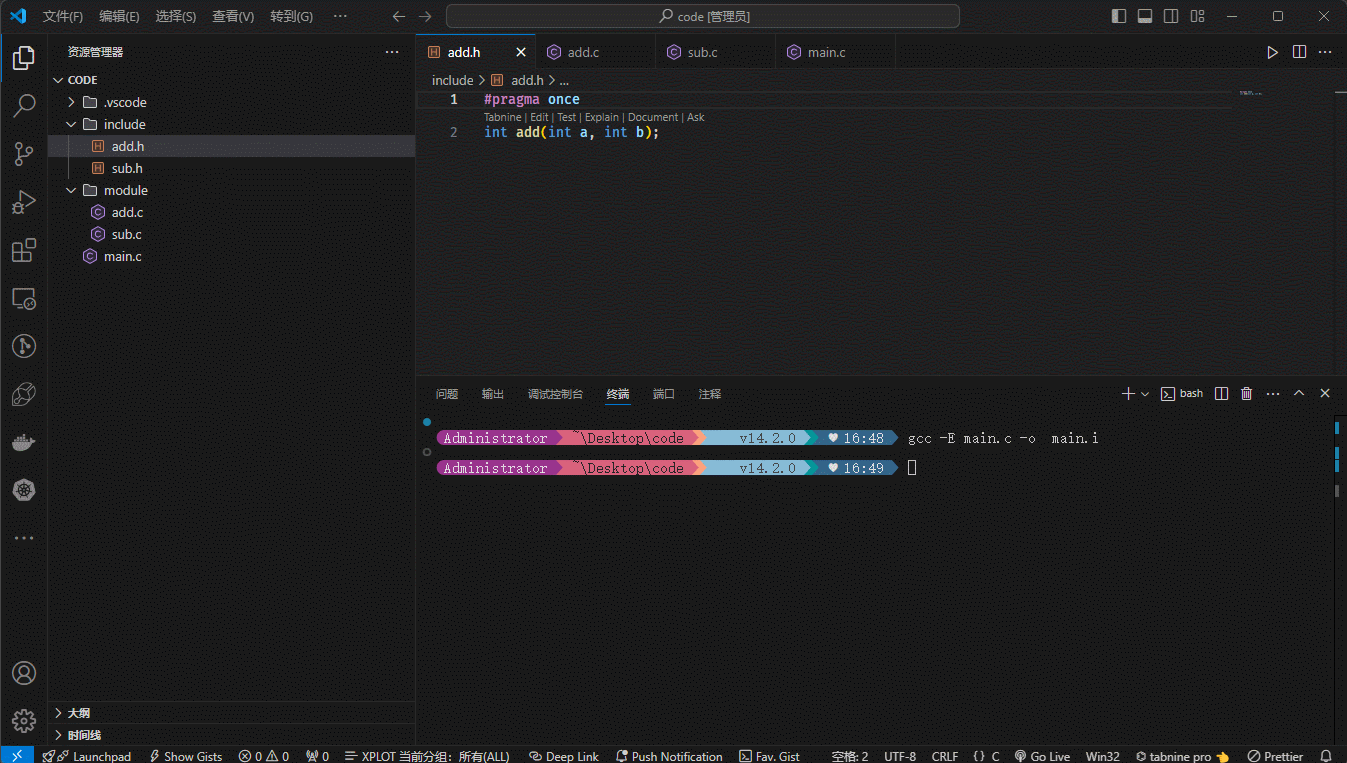 文件(F) 编辑(E) 选择(S) 查看(V) 转到(G) ··· code [管理员]
资源管理器 ···
CODE
.vscode
include
add.h
sub.h
module
add.c
sub.c
main.c
大纲
时间线
add.h add.c sub.c main.c
include > add.h > ...
1 #pragma once
Tabnine | Edit | Test | Explain | Document | Ask
2 int add(int a, int b);
问题 输出 调试控制台 终端 端口 注释 bash
Administrator ~\Desktop\code v14.2.0 ♥ 16:48 gcc -E main.c -o  main.i
Administrator ~\Desktop\code v14.2.0 ♥ 16:49
Launchpad Show Gists 0 0 0 XPLOT 当前分组：所有(ALL) Deep Link Push Notification Fav. Gist 空格: 2 UTF-8 CRLF {} C Go Live Win32 tabnine pro 👈 Prettier